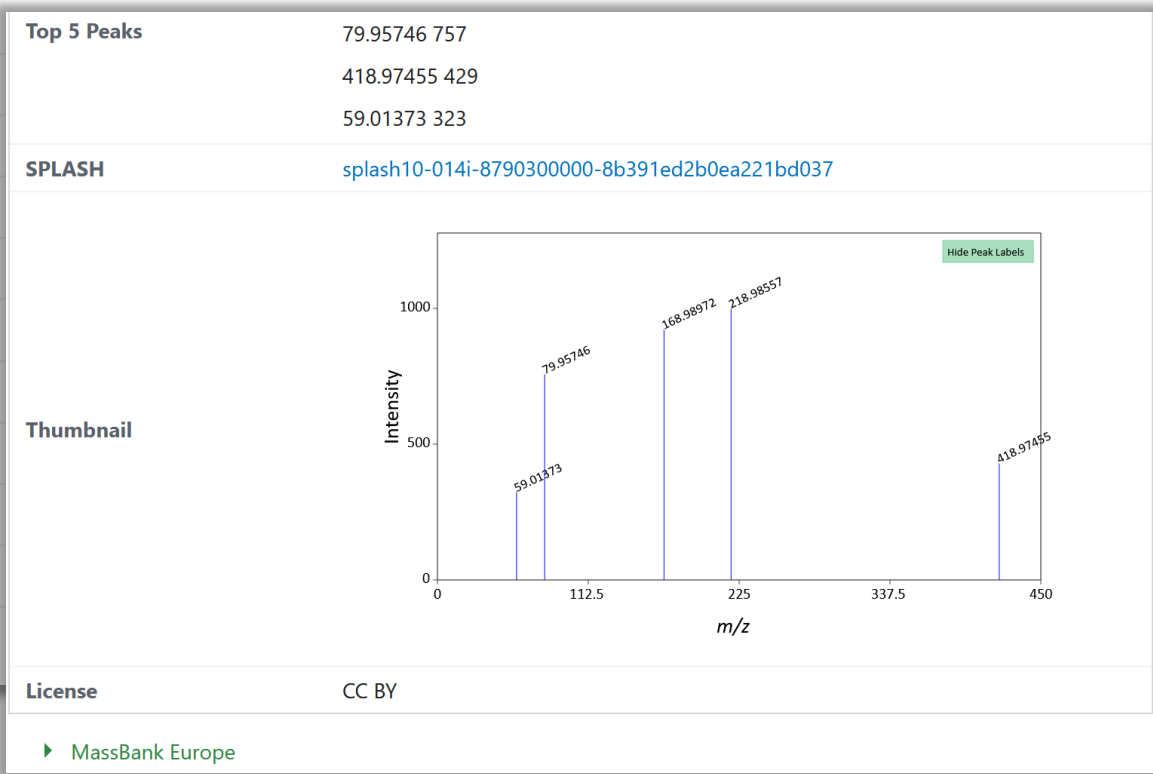 Top 5 Peaks
79.95746 757
418.97455 429
59.01373 323
SPLASH
splash10-014i-8790300000-8b391ed2b0ea221bd037
Thumbnail
Hide Peak Labels
Intensity
1000
500
0
59.01373
79.95746
168.98972
218.98557
418.97455
0
112.5
225
337.5
450
m/z
License
CC BY
MassBank Europe